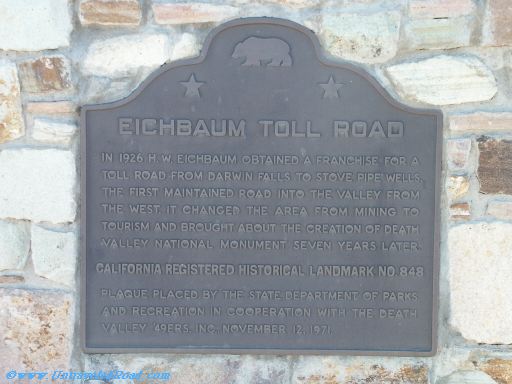 EICHBAUM TOLL ROAD
IN 1926 H. W. EICHBAUM OBTAINED A FRANCHISE FOR A
TOLL ROAD FROM DARWIN FALLS TO STOVE PIPE WELLS,
THE FIRST MAINTAINED ROAD INTO THE VALLEY FROM
THE WEST. IT CHANGED THE AREA FROM MINING TO
TOURISM AND BROUGHT ABOUT THE CREATION OF DEATH
VALLEY NATIONAL MONUMENT SEVEN YEARS LATER.
CALIFORNIA REGISTERED HISTORICAL LANDMARK NO. 848
PLAQUE PLACED BY THE STATE DEPARTMENT OF PARKS
AND RECREATION IN COOPERATION WITH THE DEATH
VALLEY '49ERS, INC., NOVEMBER 12, 1971.